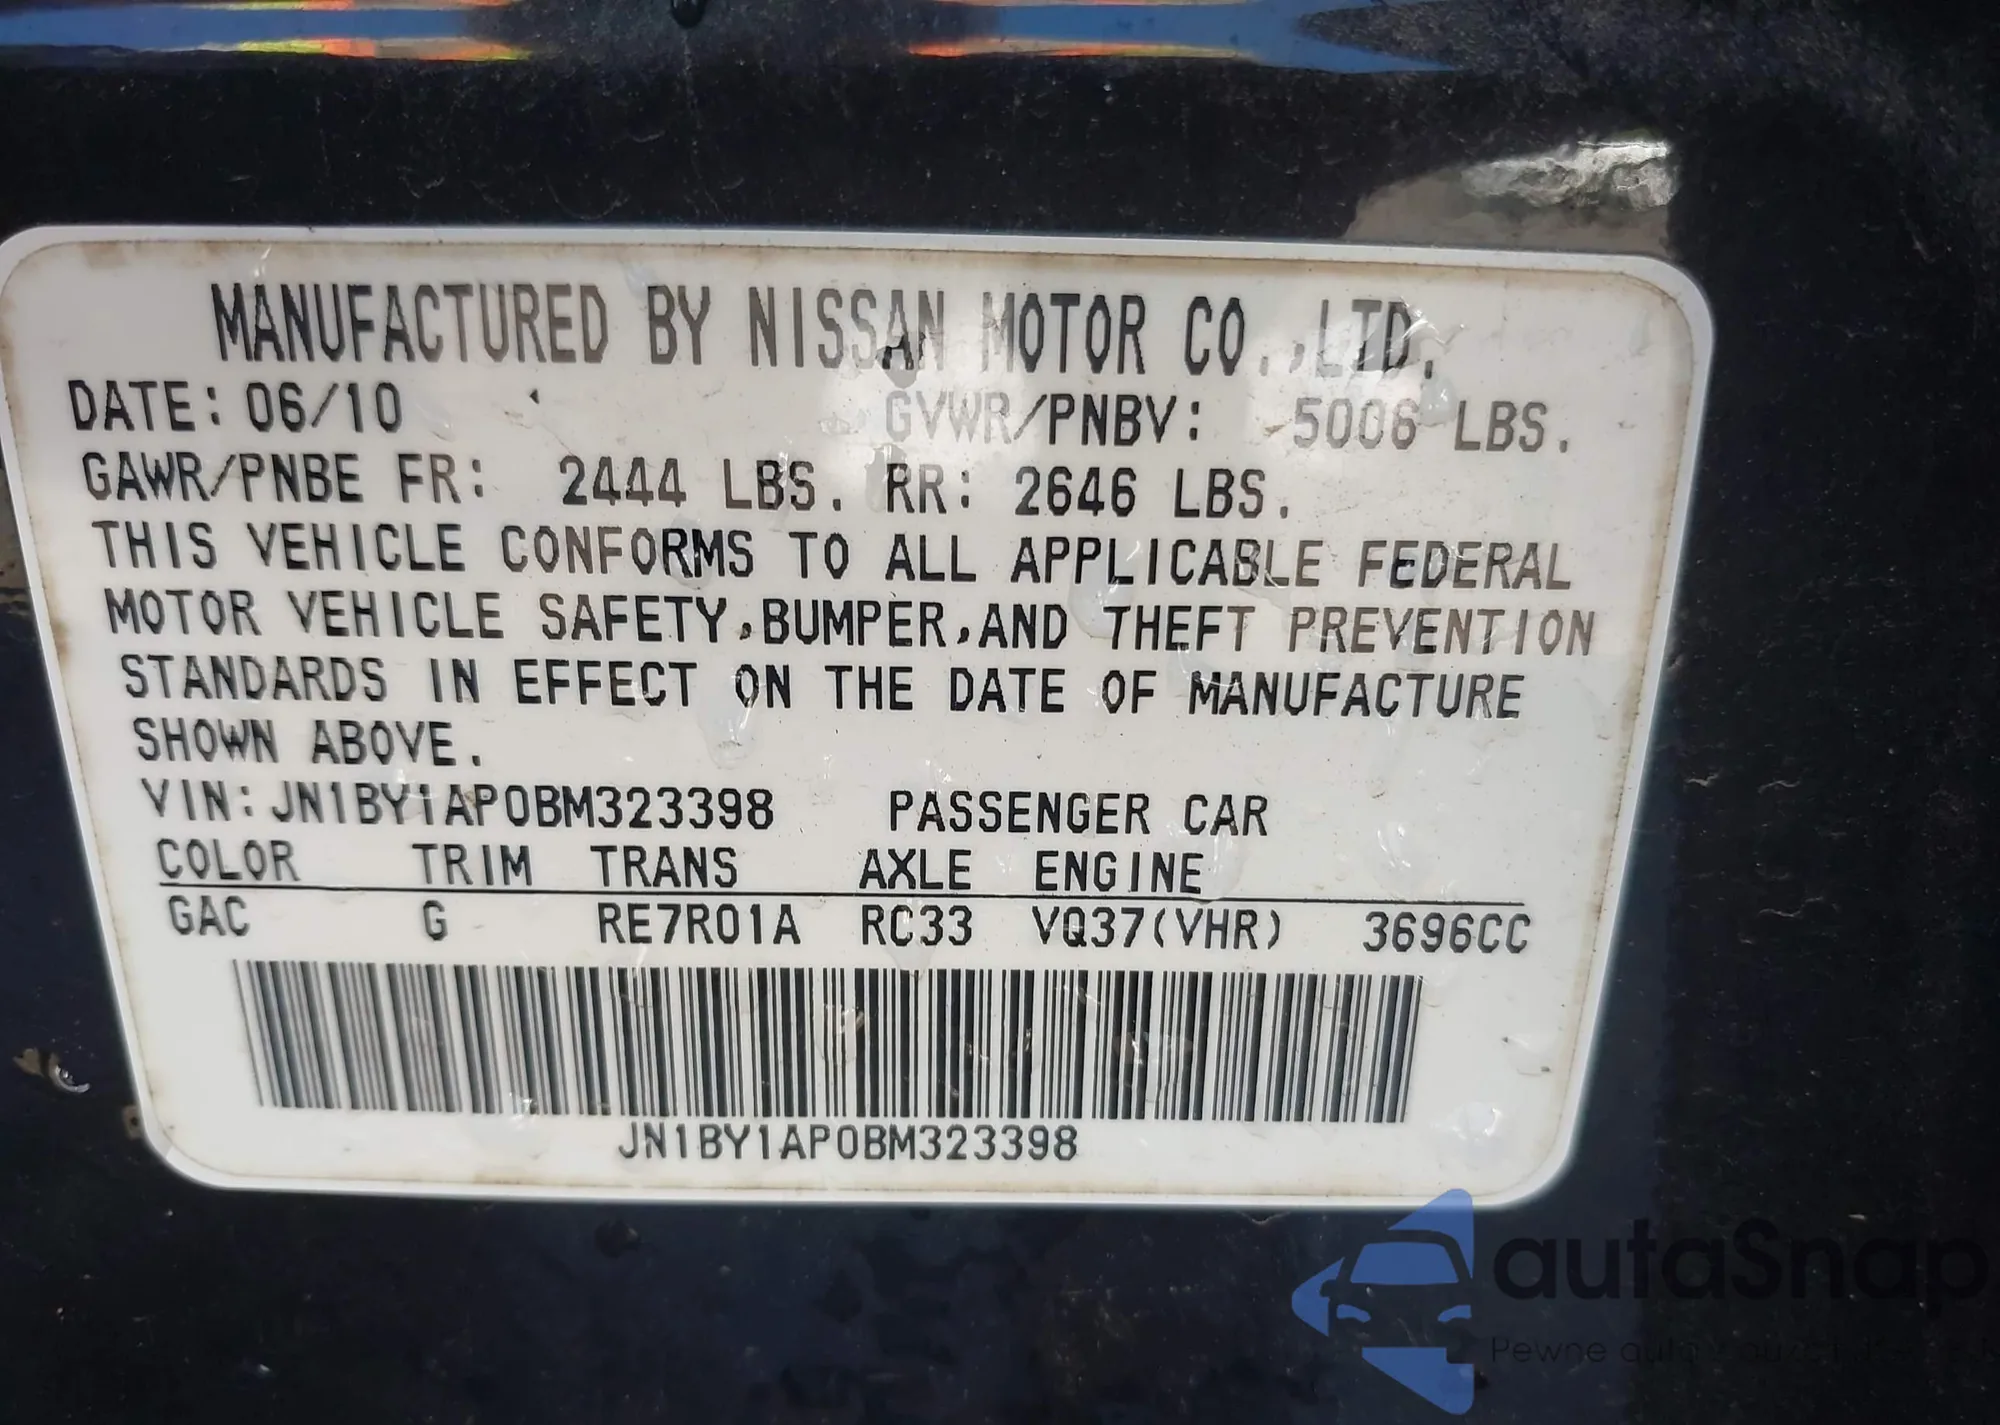 MANUFACTURED BY NISSAN MOTOR CO.,LTD.
DATE: 06/10 GVWR/PNBV: 5006 LBS.
GAWR/PNBE FR: 2444 LBS. RR: 2646 LBS.
THIS VEHICLE CONFORMS TO ALL APPLICABLE FEDERAL
MOTOR VEHICLE SAFETY,BUMPER,AND THEFT PREVENTION
STANDARDS IN EFFECT ON THE DATE OF MANUFACTURE
SHOWN ABOVE.
VIN:JN1BY1AP0BM323398 PASSENGER CAR
COLOR TRIM TRANS AXLE ENGINE
GAC G RE7R01A RC33 VQ37(VHR) 3696CC
JN1BY1AP0BM323398
autaSnap
Pewne auta